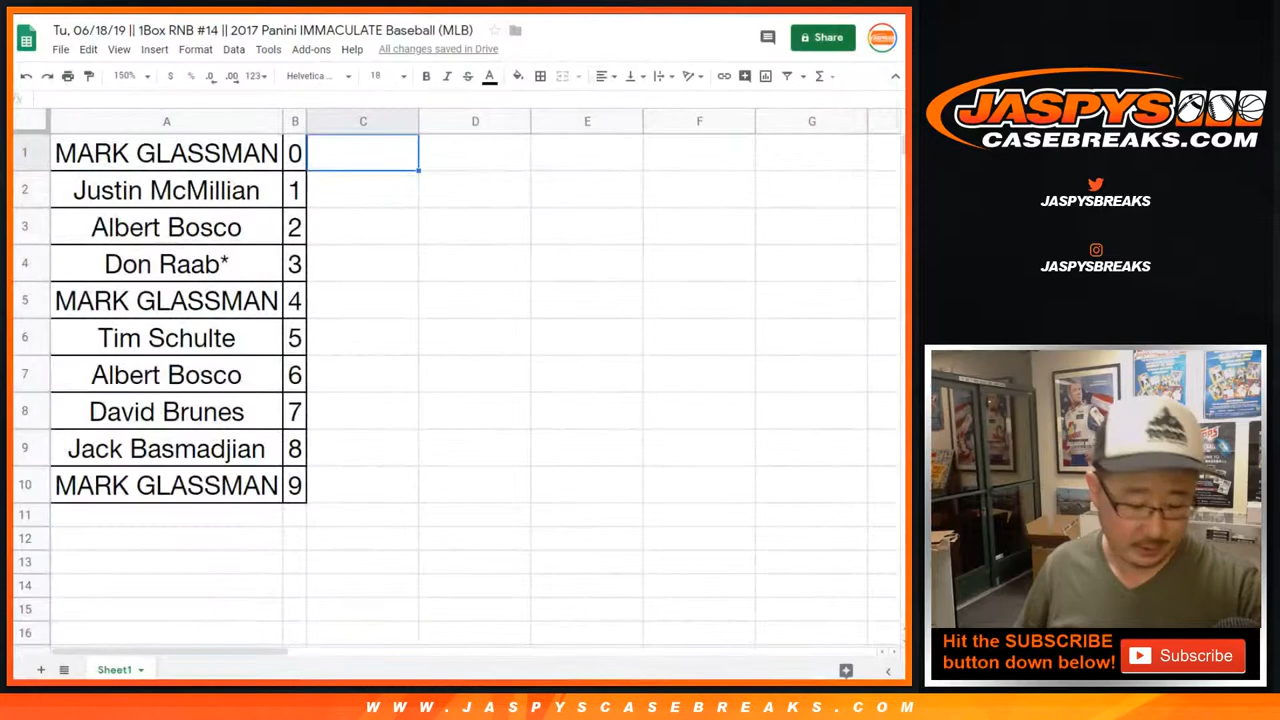 Tu, 06/18/19 || 1Box RNB #14 || 2017 Panini IMMACULATE Baseball (MLB)
File Edit View Insert Format Data Tools Add-ons Help All changes saved in Drive
Share
150% $ % .0 .00 123 Helvetica... 18 B I S A
fx
A B C D E F G
1 MARK GLASSMAN 0
2 Justin McMillian 1
3 Albert Bosco 2
4 Don Raab* 3
5 MARK GLASSMAN 4
6 Tim Schulte 5
7 Albert Bosco 6
8 David Brunes 7
9 Jack Basmadjian 8
10 MARK GLASSMAN 9
11
12
13
14
15
16
Sheet1
JASPYS
CASEBREAKS.COM
JASPYSBREAKS
JASPYSBREAKS
Hit the SUBSCRIBE
button down below!
Subscribe
WWW.JASPYSCASEBREAKS.COM